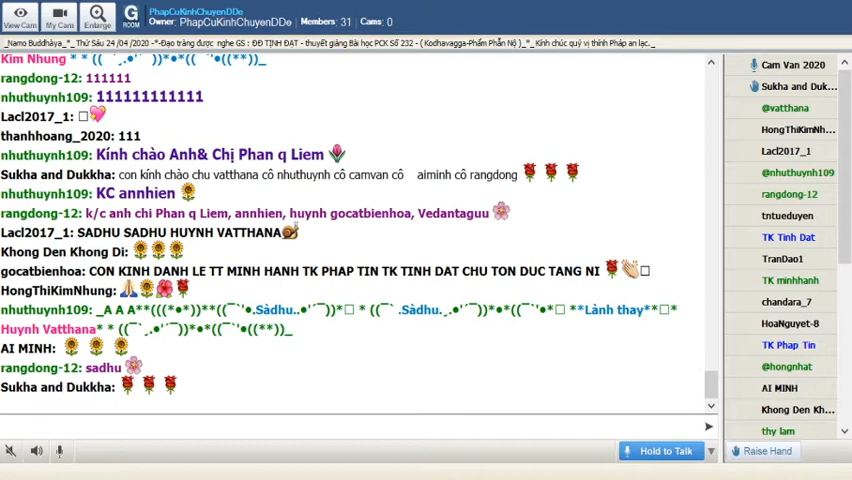 PhapCuKinhChuyenDDe
Owner: PhapCuKinhChuyenDDe Members: 31 Cams: 0
View Cam My Cam Enlarge G ROOM
_Namo Buddhàya_*_ Thứ Sáu 24 /04 /2020 -*-Đạo tràng được nghe GS : ĐĐ TỊNH ĐẠT - thuyết giảng Bài học PCK Số 232 - ( Kodhavagga-Phẩm Phẫn Nộ )_*_ Kính chúc quý vị thính Pháp an lạc._
Kim Nhung * * ((¯`´¸.•'´¯))*•*((¯`'•((**))_
rangdong-12: 111111
nhuthuynh109: 111111111111
Lacl2017_1: □💖
thanhhoang_2020: 111
nhuthuynh109: Kính chào Anh& Chị Phan q Liem 🌷
Sukha and Dukkha: con kính chào chu vatthana cô nhuthuynh cô camvan cô aiminh cô rangdong 🌹 🌹 🌹
nhuthuynh109: KC annhien 🌻
rangdong-12: k/c anh chi Phan q Liem, annhien, huynh gocatbienhoa, Vedantaguu 🌸
Lacl2017_1: SADHU SADHU HUYNH VATTHANA🐌
Khong Den Khong Di: 🌻🌻🌻
gocatbienhoa: CON KINH DANH LE TT MINH HANH TK PHAP TIN TK TINH DAT CHU TON DUC TANG NI 🌹👏□
HongThiKimNhung: 🙏🌻🌺🌹
nhuthuynh109: _A A A**(((*•*))**((¯`'•.Sàdhu..•'´¯))*□ * ((¯` .Sàdhu.¸.•'´¯))*•*((¯`'•*□ **Lành thay**□*
Huynh Vatthana* * ((¯`´¸.•'´¯))*•*((¯`'•((**))_
AI MINH: 🌻 🌻 🌻
rangdong-12: sadhu 🌸
Sukha and Dukkha: 🌹 🌹 🌹
Hold to Talk
Cam Van 2020
Sukha and Duk...
@vatthana
HongThiKimNh...
Lacl2017_1
@nhuthuynh109
rangdong-12
tntueduyen
TK Tinh Dat
TranDao1
TK minhhanh
chandara_7
HoaNguyet-8
TK Phap Tin
@hongnhat
AI MINH
Khong Den Kh...
thy lam
Raise Hand